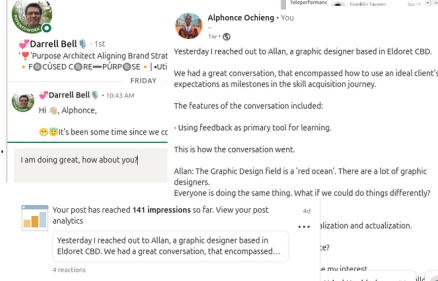 💕Darrell Bell🎙 · 1st
Purpose Architect Aligning Brand Strat
FRIDAY
💕Darrell Bell🎙 · 10:43 AM
Hi 👋🏼, Alphonce,
😁😇It's been some time since we co
I am doing great, how about you?
Alphonce Ochieng · You
1w
Yesterday I reached out to Allan, a graphic designer based in Eldoret CBD.
We had a great conversation, that encompassed how to use an ideal client's
expectations as milestones in the skill acquisition journey.
The features of the conversation included:
- Using feedback as primary tool for learning.
This is how the conversation went.
Allan: The Graphic Design field is a 'red ocean'. There are a lot of graphic
designers.
Everyone is doing the same thing. What if we could do things differently?
alization and actualization.
ce?
e my interest
Your post has reached 141 impressions so far. View your post
analytics
4d
Yesterday I reached out to Allan, a graphic designer based in
Eldoret CBD. We had a great conversation, that encompassed...
4 reactions